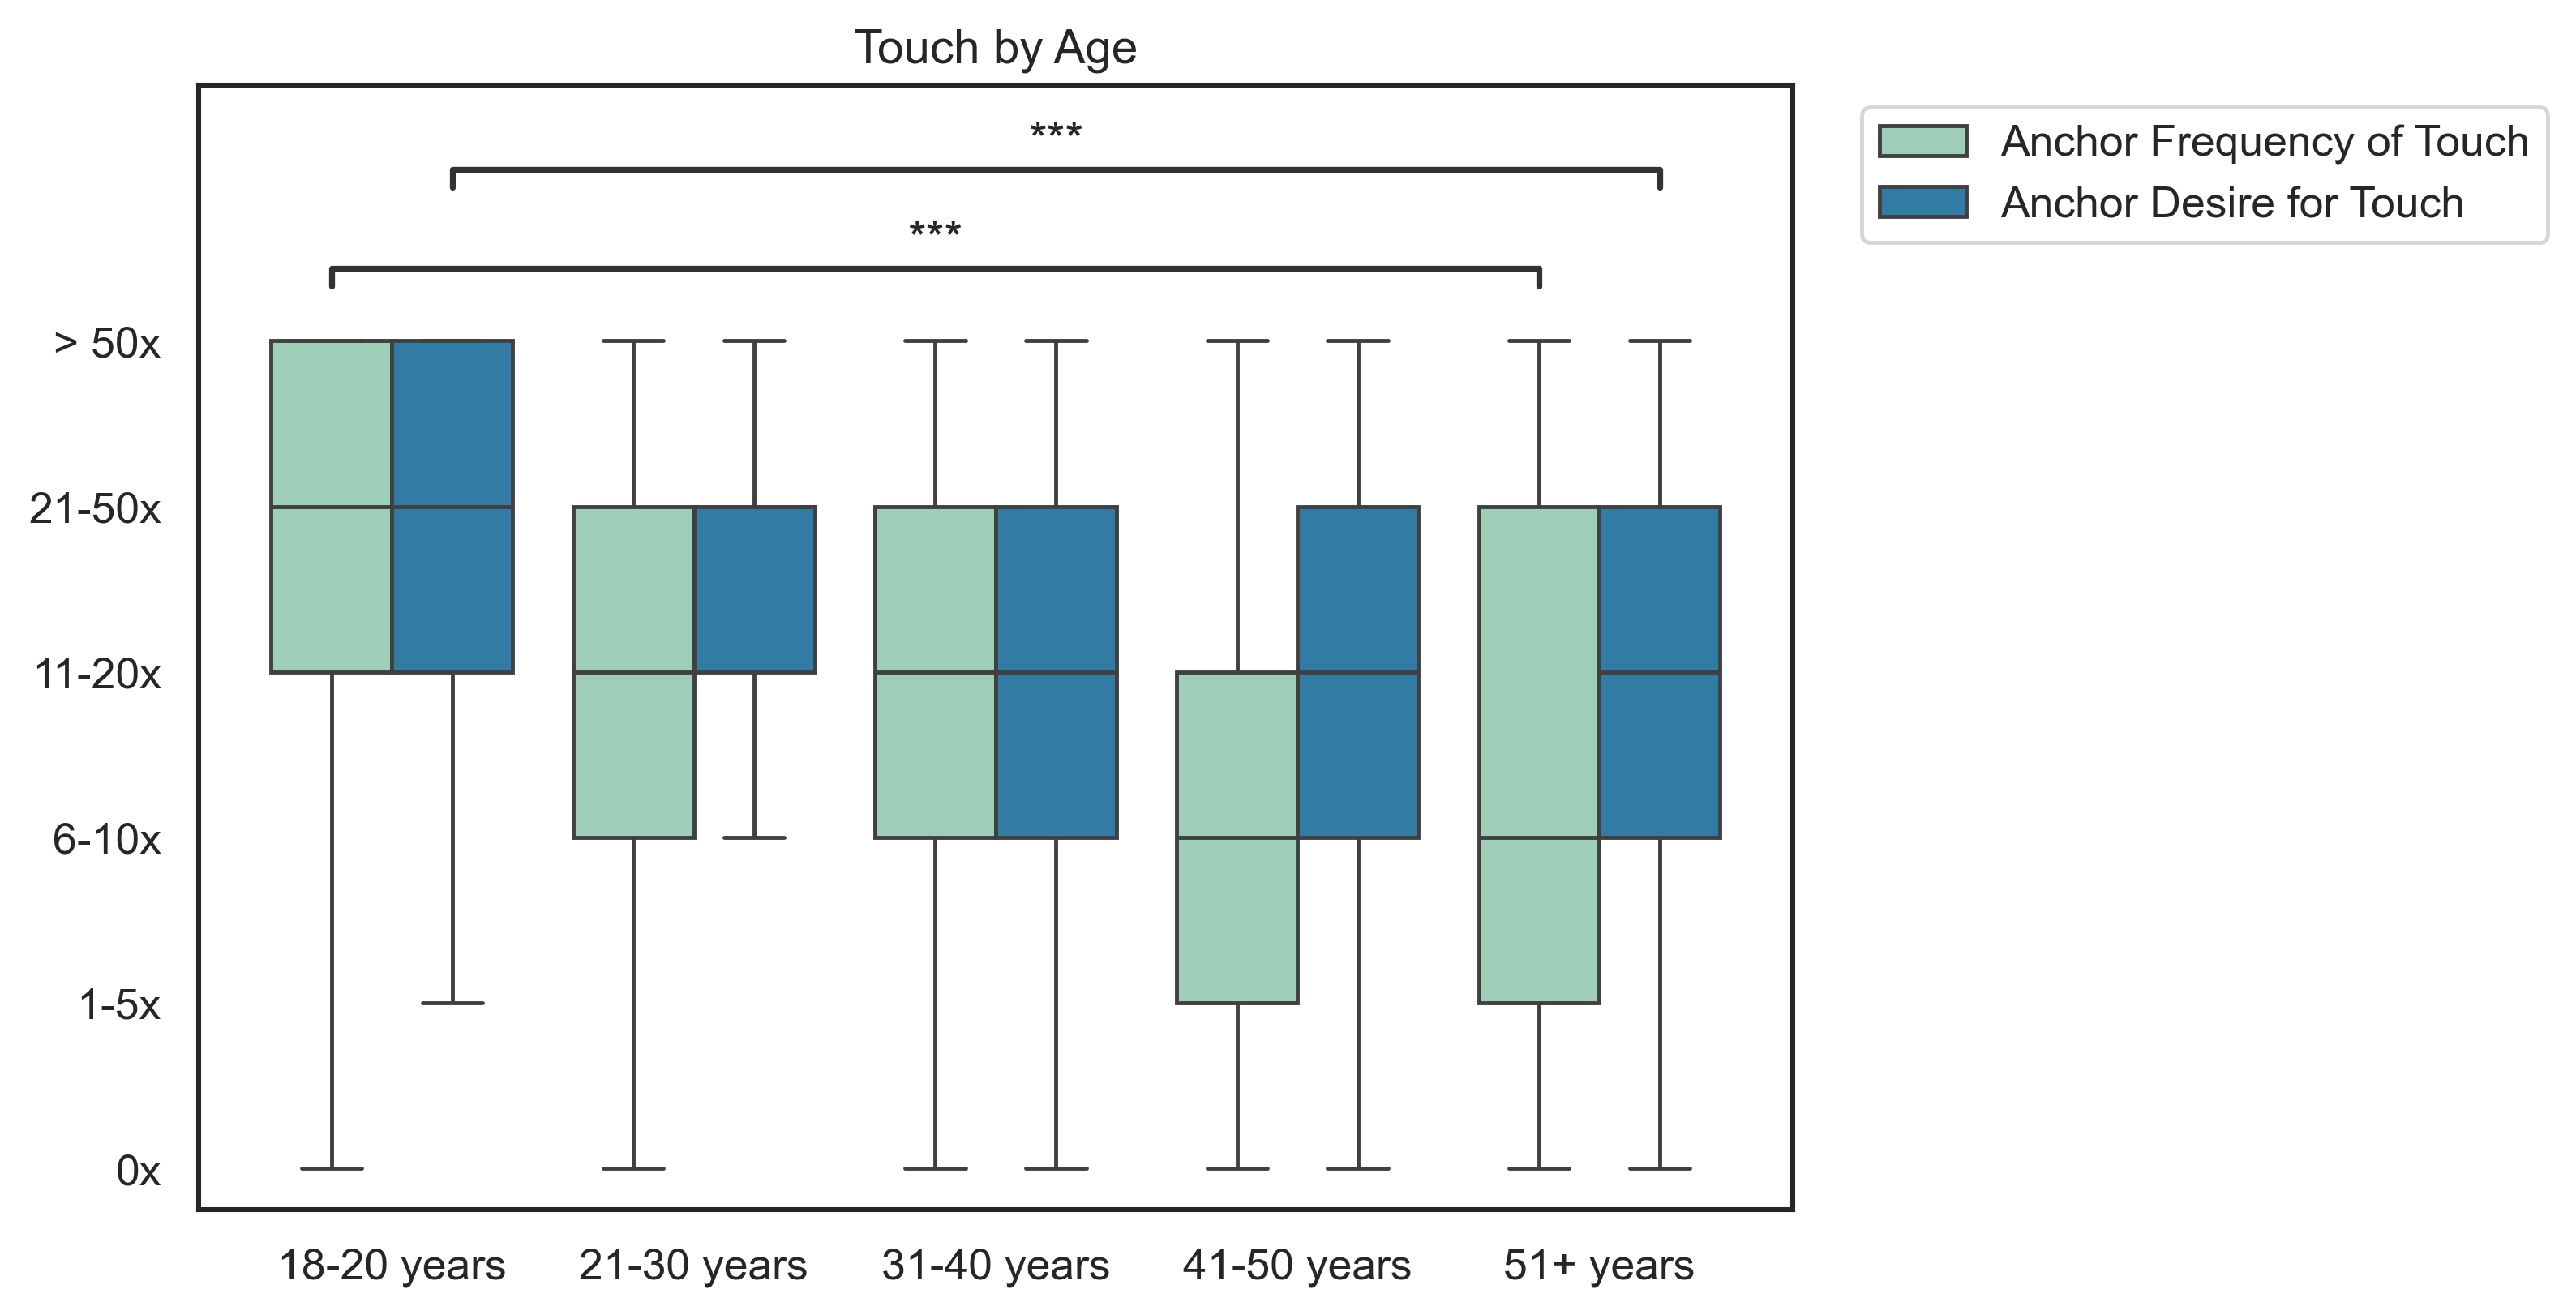 Touch by Age
***
***
Anchor Frequency of Touch
Anchor Desire for Touch
> 50x
21-50x
11-20x
6-10x
1-5x
0x
18-20 years
21-30 years
31-40 years
41-50 years
51+ years